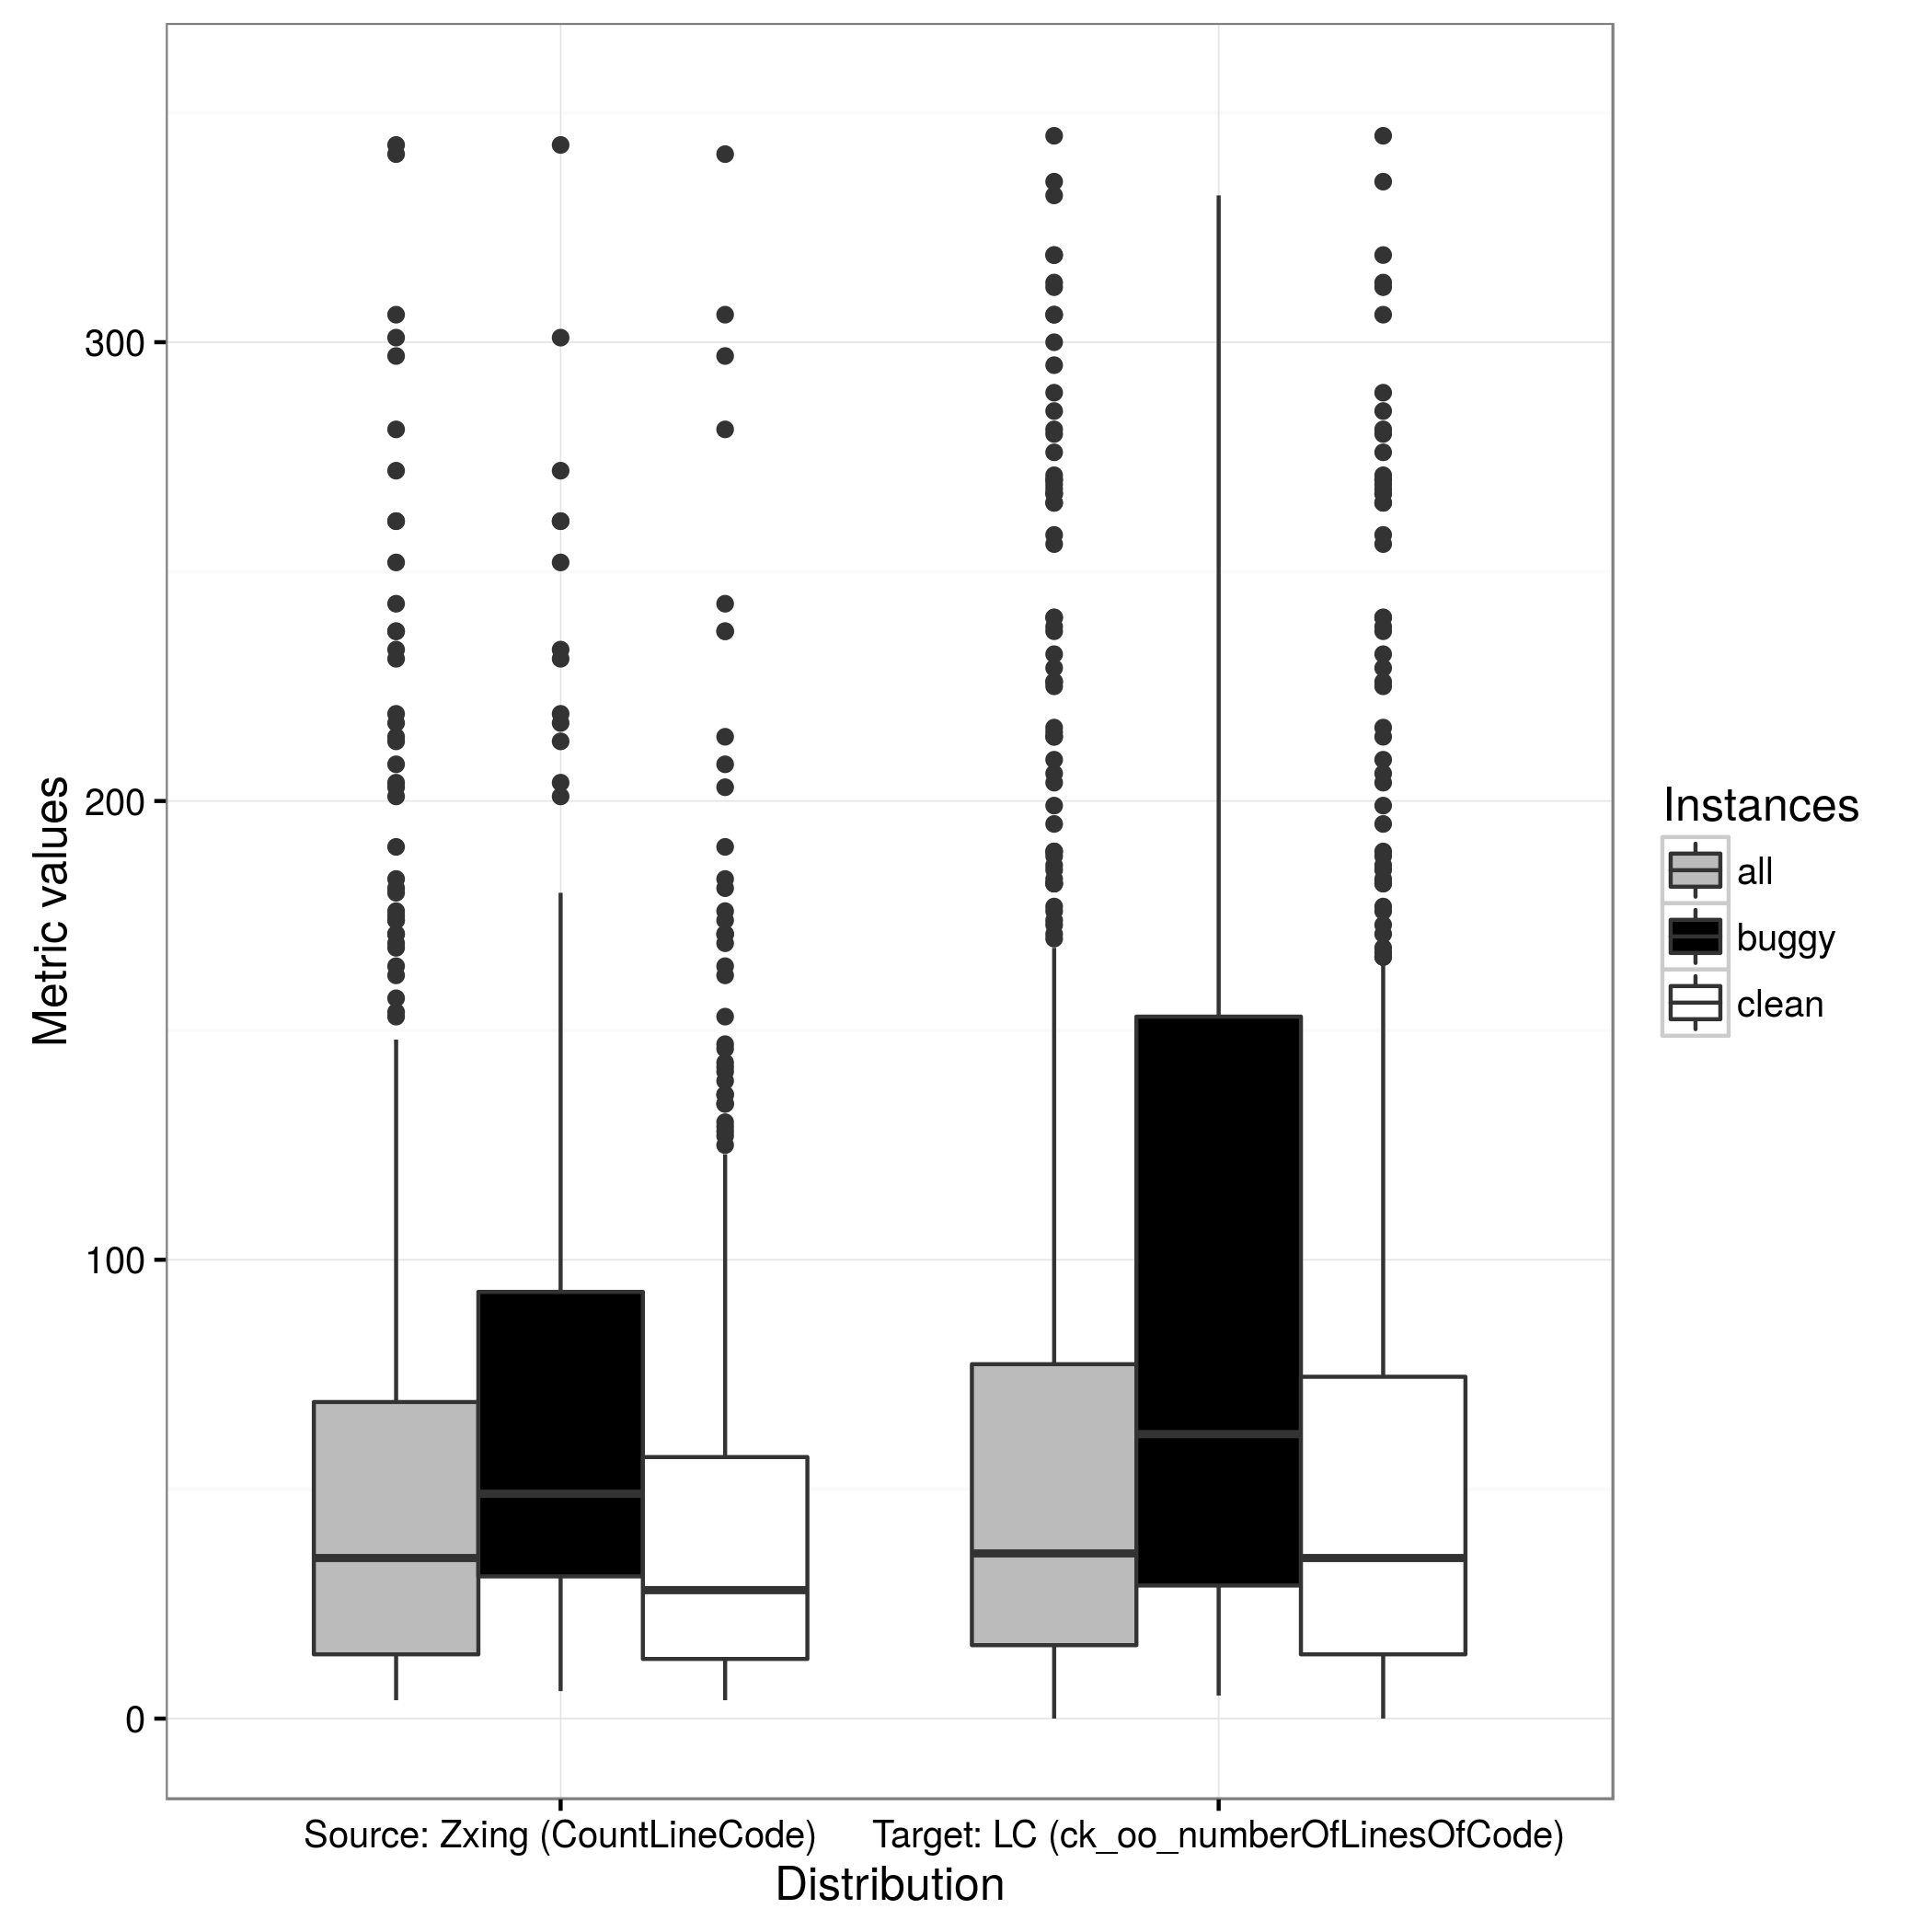 Metric values
300
200
100
0
Source: Zxing (CountLineCode)
Target: LC (ck_oo_numberOfLinesOfCode)
Distribution
Instances
all
buggy
clean